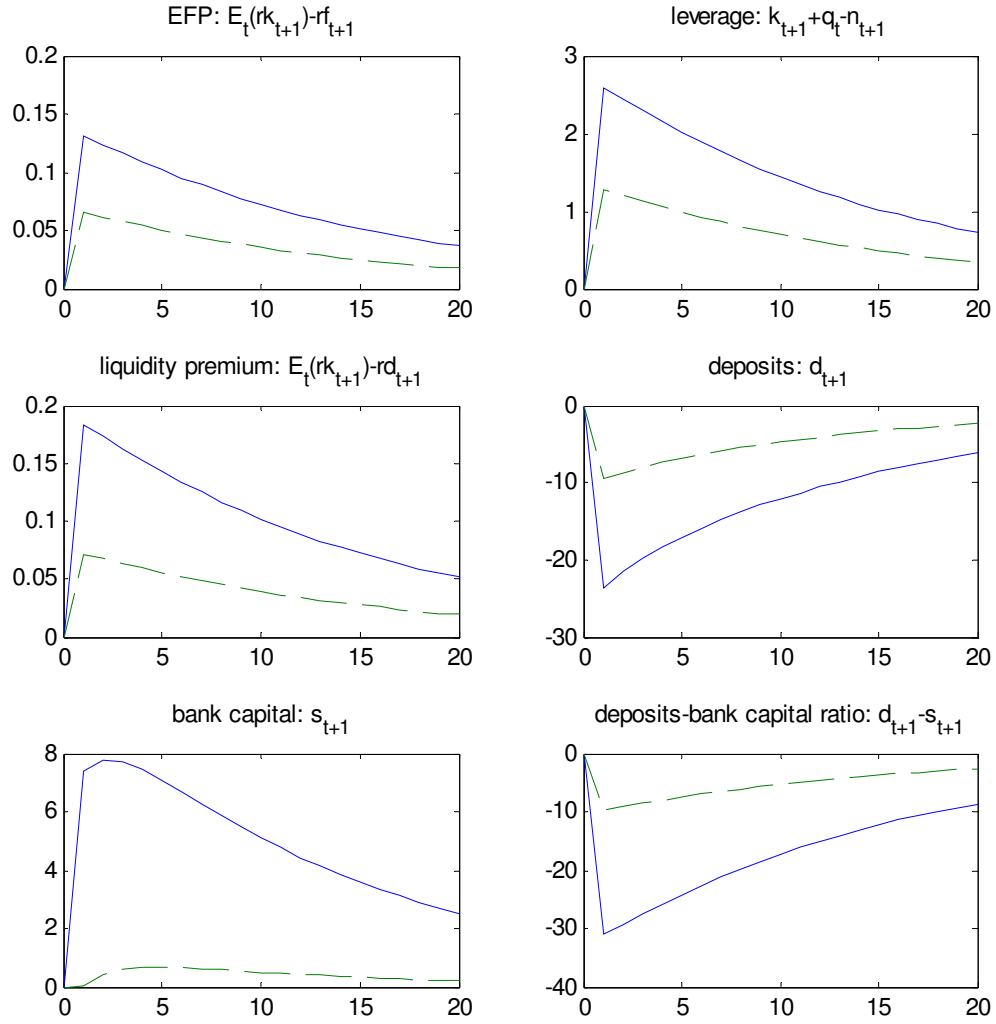 EFP: E_t(rk_{t+1})-rf_{t+1}
0.2
0.15
0.1
0.05
0
0 5 10 15 20
leverage: k_{t+1}+q_t-n_{t+1}
3
2
1
0
0 5 10 15 20
liquidity premium: E_t(rk_{t+1})-rd_{t+1}
0.2
0.15
0.1
0.05
0
0 5 10 15 20
deposits: d_{t+1}
0
-10
-20
-30
0 5 10 15 20
bank capital: s_{t+1}
8
6
4
2
0
0 5 10 15 20
deposits-bank capital ratio: d_{t+1}-s_{t+1}
0
-10
-20
-30
-40
0 5 10 15 20